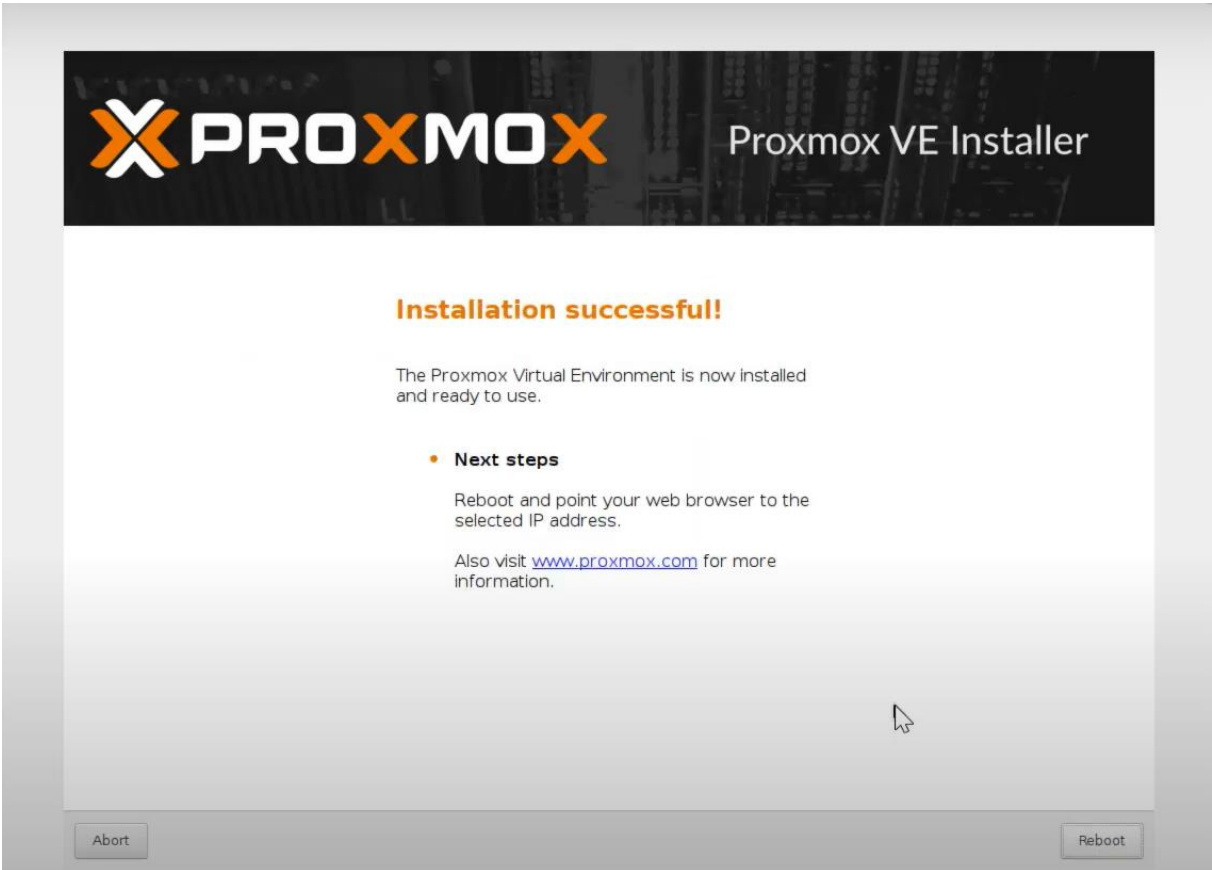 PROXMOX
Proxmox VE Installer
Installation successful!
The Proxmox Virtual Environment is now installed
and ready to use.
Next steps
Reboot and point your web browser to the
selected IP address.
Also visit www.proxmox.com for more
information.
Abort
Reboot